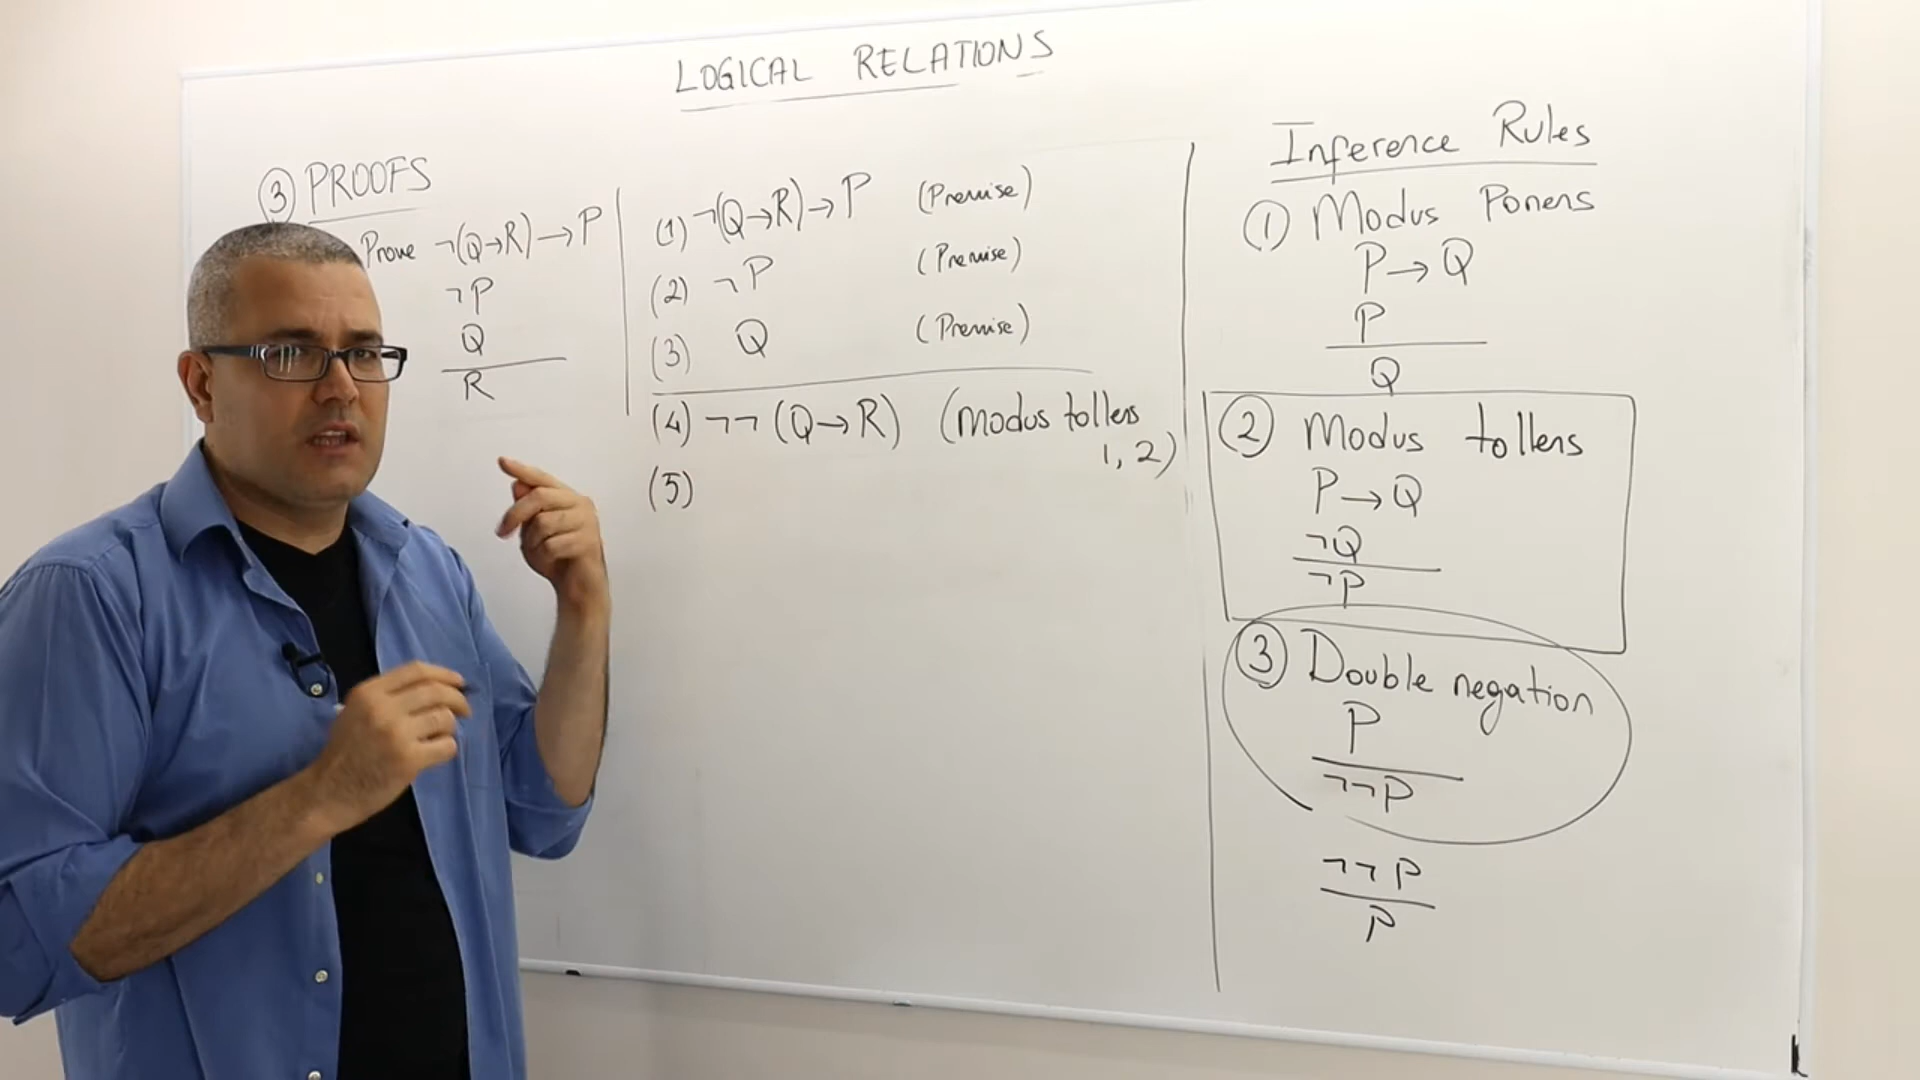 LOGICAL RELATIONS
③ PROOFS
Prove ¬(Q→R)→P
¬P
Q
R
(1) ¬(Q→R)→P (Premise)
(2) ¬P (Premise)
(3) Q (Premise)
(4) ¬¬(Q→R) (Modus tollens
1, 2)
(5)
Inference Rules
① Modus Ponens
P→Q
P
Q
② Modus tollens
P→Q
¬Q
¬P
③ Double negation
P
¬¬P
¬¬P
P